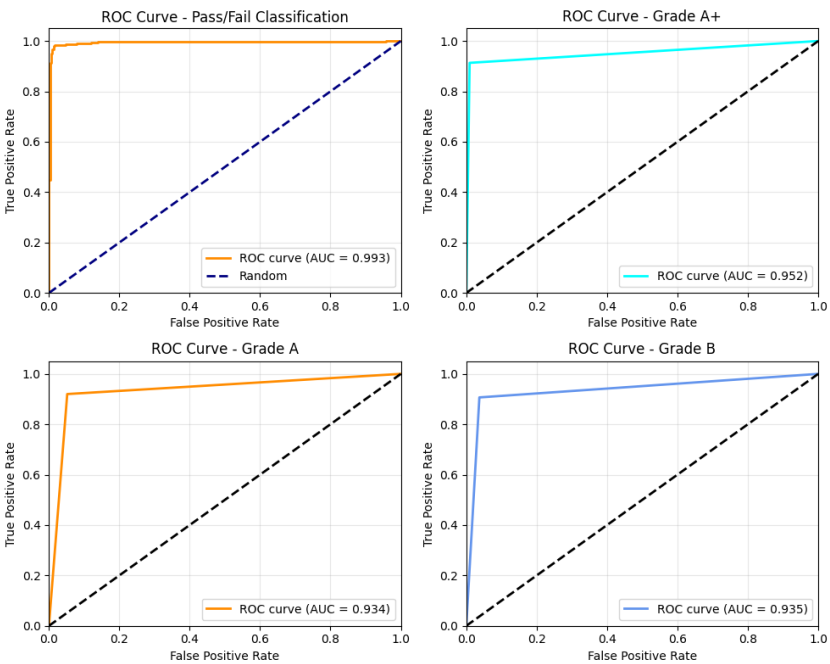 ROC Curve - Pass/Fail Classification
1.0
0.8
0.6
0.4
0.2
0.0
True Positive Rate
ROC curve (AUC = 0.993)
Random
0.0 0.2 0.4 0.6 0.8 1.0
False Positive Rate
ROC Curve - Grade A+
1.0
0.8
0.6
0.4
0.2
0.0
True Positive Rate
ROC curve (AUC = 0.952)
0.0 0.2 0.4 0.6 0.8 1.0
False Positive Rate
ROC Curve - Grade A
1.0
0.8
0.6
0.4
0.2
0.0
True Positive Rate
ROC curve (AUC = 0.934)
0.0 0.2 0.4 0.6 0.8 1.0
False Positive Rate
ROC Curve - Grade B
1.0
0.8
0.6
0.4
0.2
0.0
True Positive Rate
ROC curve (AUC = 0.935)
0.0 0.2 0.4 0.6 0.8 1.0
False Positive Rate